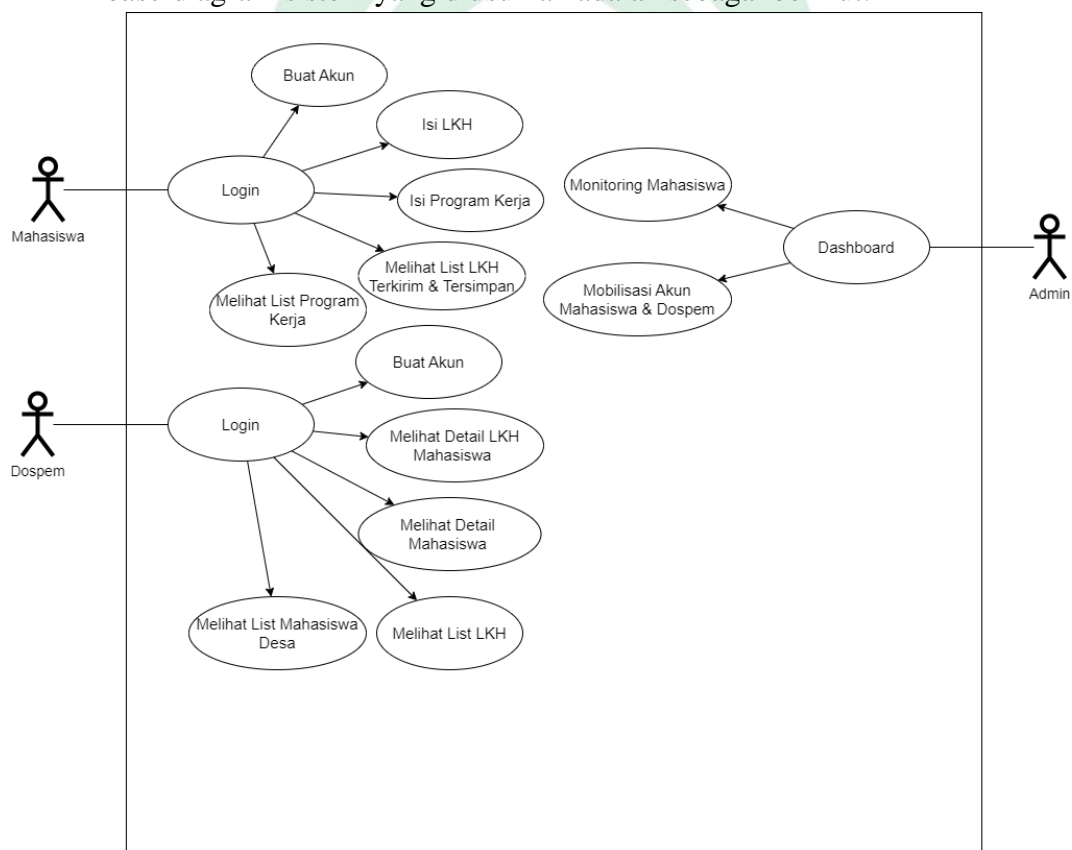 Buat Akun
Isi LKH
Login
Isi Program Kerja
Melihat List LKH
Terkirim & Tersimpan
Melihat List Program
Kerja
Mahasiswa
Monitoring Mahasiswa
Dashboard
Mobilisasi Akun
Mahasiswa & Dospem
Admin
Buat Akun
Login
Melihat Detail LKH
Mahasiswa
Dospem
Melihat Detail
Mahasiswa
Melihat List Mahasiswa
Desa
Melihat List LKH